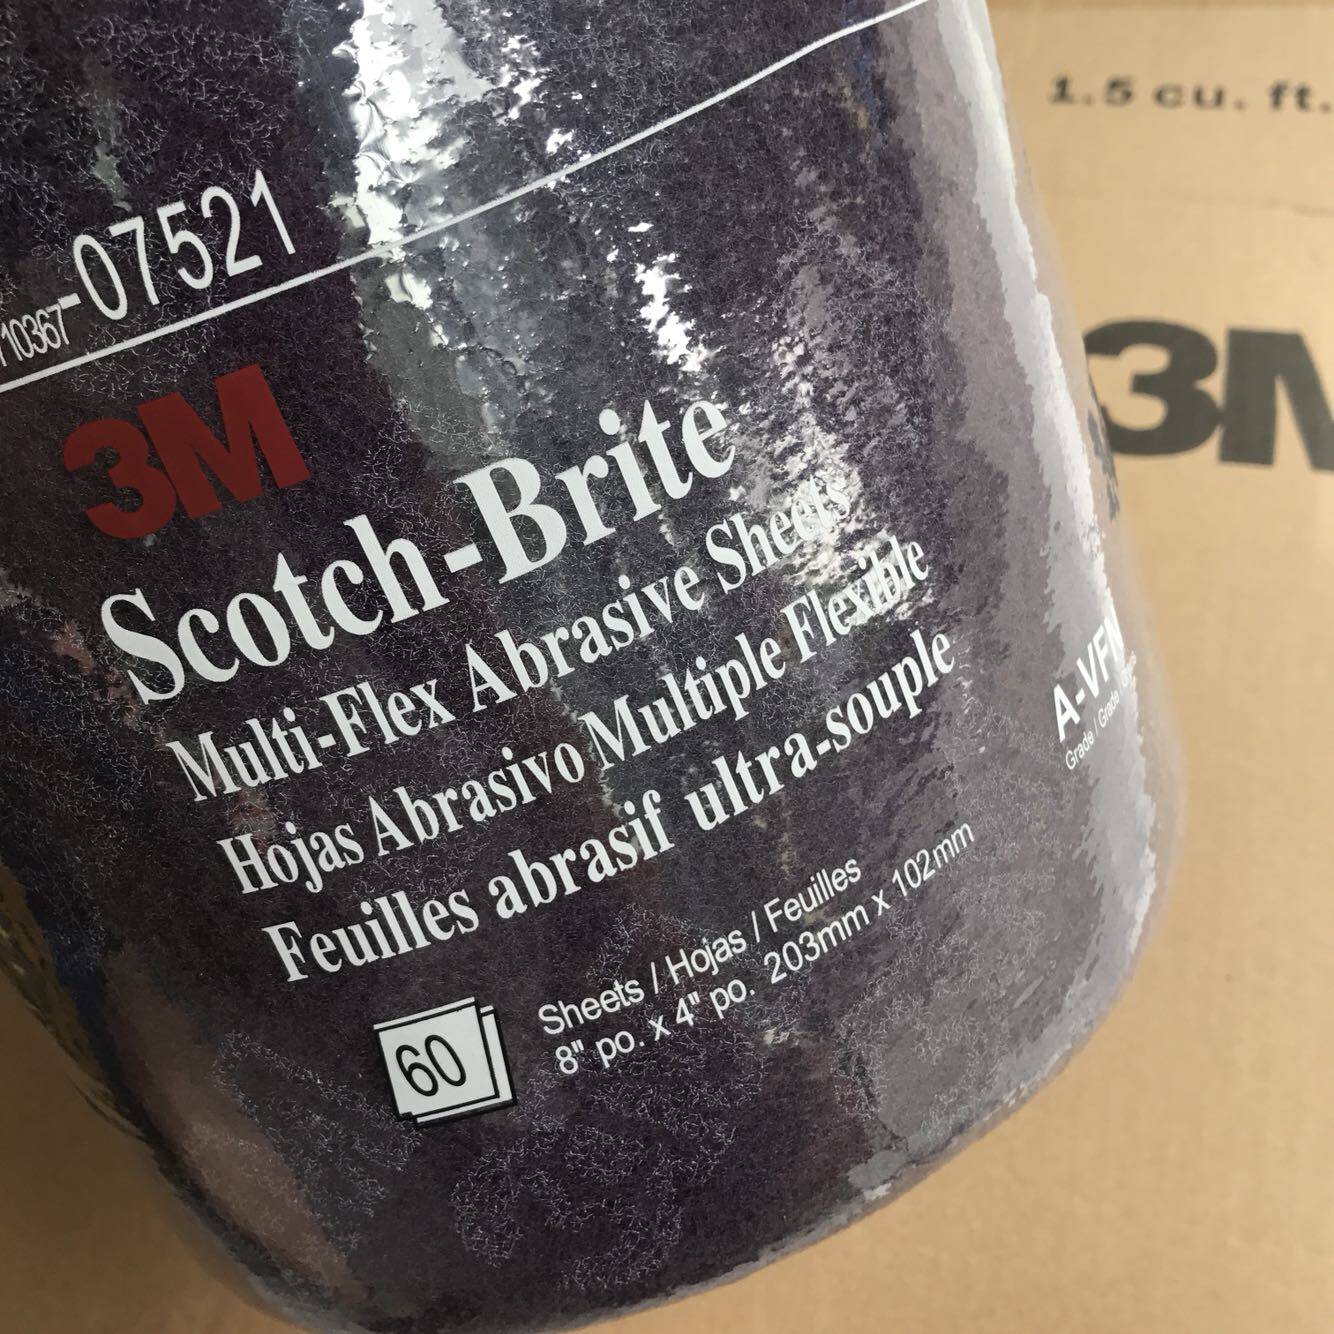 10367-07521
3M
Scotch-Brite
Multi-Flex Abrasive Sheets
Hojas Abrasivo Multiple Flexible
Feuilles abrasif ultra-souple
60
Sheets / Hojas / Feuilles
8" po. x 4" po. 203mm x 102mm
A-VFN
Grade / Grade /
1.5 cu. ft.
3M